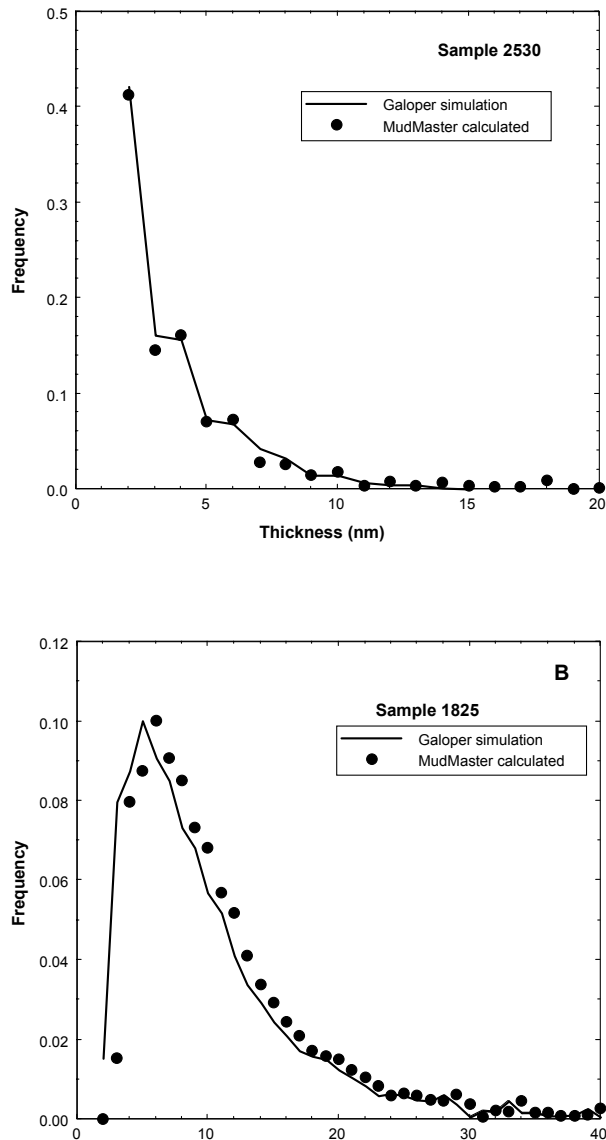 Sample 2530
Galoper simulation
MudMaster calculated
0.5
0.4
0.3
0.2
0.1
0.0
Frequency
0 5 10 15 20
Thickness (nm)
B
Sample 1825
Galoper simulation
MudMaster calculated
0.12
0.10
0.08
0.06
0.04
0.02
0.00
Frequency
0 10 20 30 40